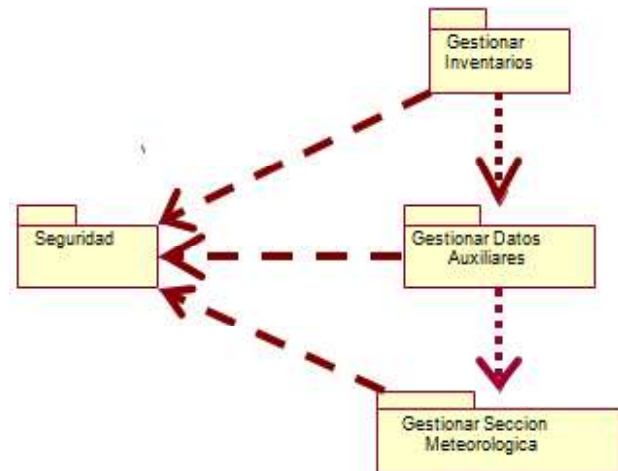 Gestionar
Inventarios
Seguridad
Gestionar Datos
Auxiliares
Gestionar Seccion
Meteorologica